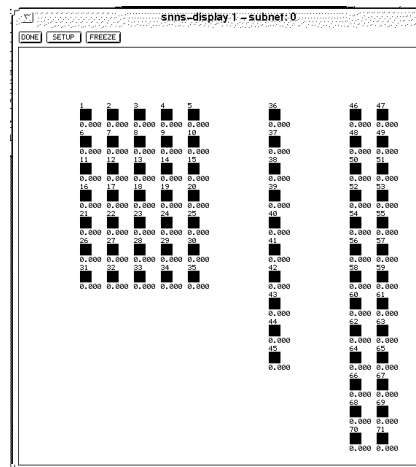 snns-display 1 - subnet: 0
DONE SETUP FREEZE
1 2 3 4 5 36 46 47
0.000 0.000 0.000 0.000 0.000 0.000 0.000 0.000
6 7 8 9 10 37 48 49
0.000 0.000 0.000 0.000 0.000 0.000 0.000 0.000
11 12 13 14 15 38 50 51
0.000 0.000 0.000 0.000 0.000 0.000 0.000 0.000
16 17 18 19 20 39 52 53
0.000 0.000 0.000 0.000 0.000 0.000 0.000 0.000
21 22 23 24 25 40 54 55
0.000 0.000 0.000 0.000 0.000 0.000 0.000 0.000
26 27 28 29 30 41 56 57
0.000 0.000 0.000 0.000 0.000 0.000 0.000 0.000
31 32 33 34 35 42 58 59
0.000 0.000 0.000 0.000 0.000 0.000 0.000 0.000
43 60 61
0.000 0.000 0.000
44 62 63
0.000 0.000 0.000
45 64 65
0.000 0.000 0.000
66 67
0.000 0.000
68 69
0.000 0.000
70 71
0.000 0.000